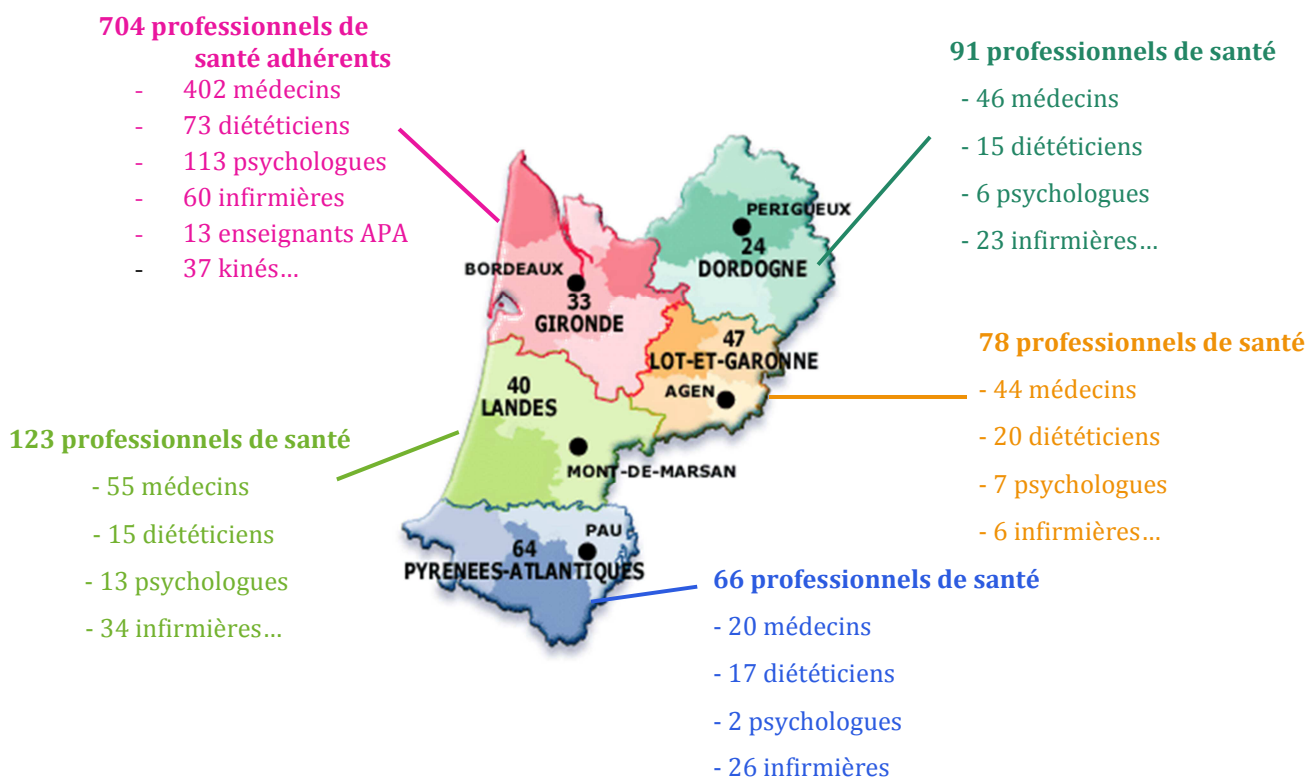 704 professionnels de
santé adhérents
- 402 médecins
- 73 diététiciens
- 113 psychologues
- 60 infirmières
- 13 enseignants APA
- 37 kinés…
91 professionnels de santé
- 46 médecins
- 15 diététiciens
- 6 psychologues
- 23 infirmières…
PERIGUEUX
24
DORDOGNE
BORDEAUX
33
GIRONDE
47
LOT-ET-GARONNE
AGEN
40
LANDES
MONT-DE-MARSAN
PAU
64
PYRENEES-ATLANTIQUES
78 professionnels de santé
- 44 médecins
- 20 diététiciens
- 7 psychologues
- 6 infirmières…
123 professionnels de santé
- 55 médecins
- 15 diététiciens
- 13 psychologues
- 34 infirmières…
66 professionnels de santé
- 20 médecins
- 17 diététiciens
- 2 psychologues
- 26 infirmières